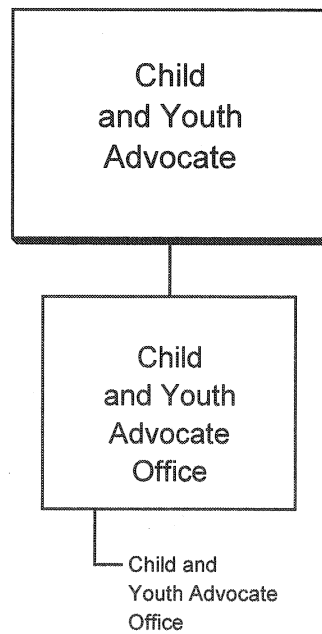 Child
and Youth
Advocate
Child
and Youth
Advocate
Office
Child and
Youth Advocate
Office